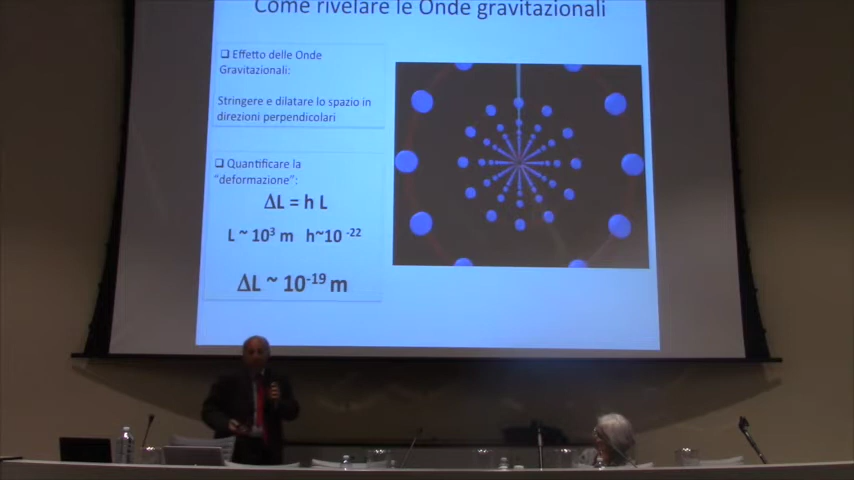 Come rivelare le Onde gravitazionali
❑ Effetto delle Onde
Gravitazionali:
Stringere e dilatare lo spazio in
direzioni perpendicolari
❑ Quantificare la
“deformazione”:
ΔL = h L
L ~ 10³ m h~10⁻²²
ΔL ~ 10⁻¹⁹ m